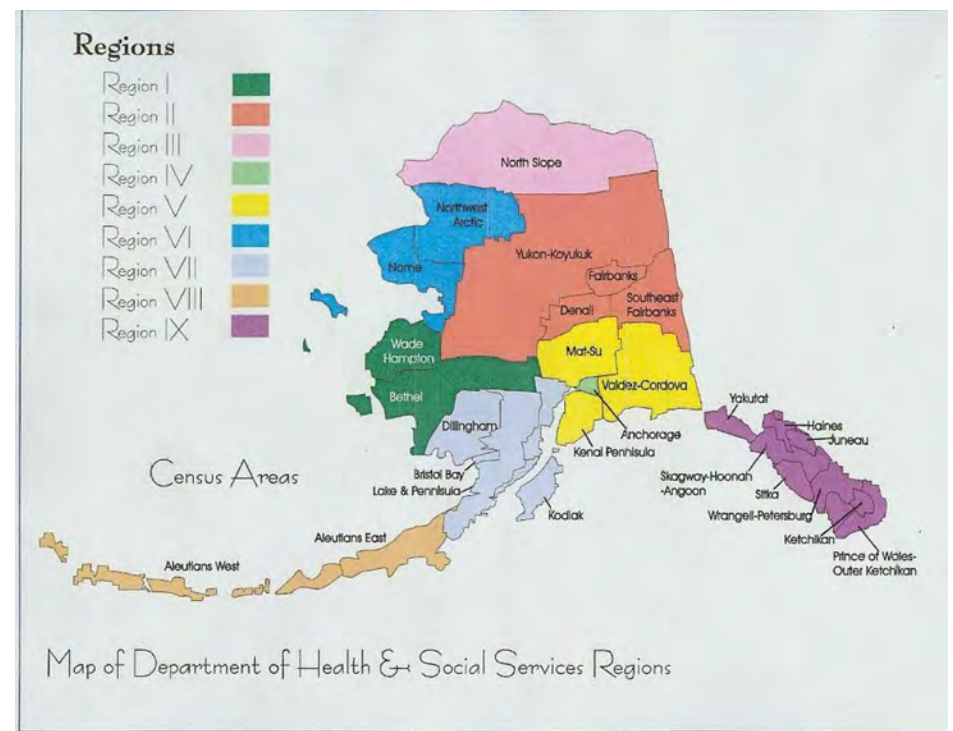 Regions
Region I
Region II
Region III
Region IV
Region V
Region VI
Region VII
Region VIII
Region IX
North Slope
Northwest
Arctic
Nome
Yukon-Koyukuk
Fairbanks
Denali
Southeast
Fairbanks
Wade
Hampton
Mat-Su
Valdez-Cordova
Bethel
Dillingham
Anchorage
Kenai Pennisula
Bristol Bay
Lake & Pennisula
Kodiak
Yakutat
Haines
Juneau
Skagway-Hoonah
-Angoon
Sitka
Wrangell-Petersburg
Ketchikan
Prince of Wales-
Outer Ketchikan
Census Areas
Aleutians East
Aleutians West
Map of Department of Health & Social Services Regions